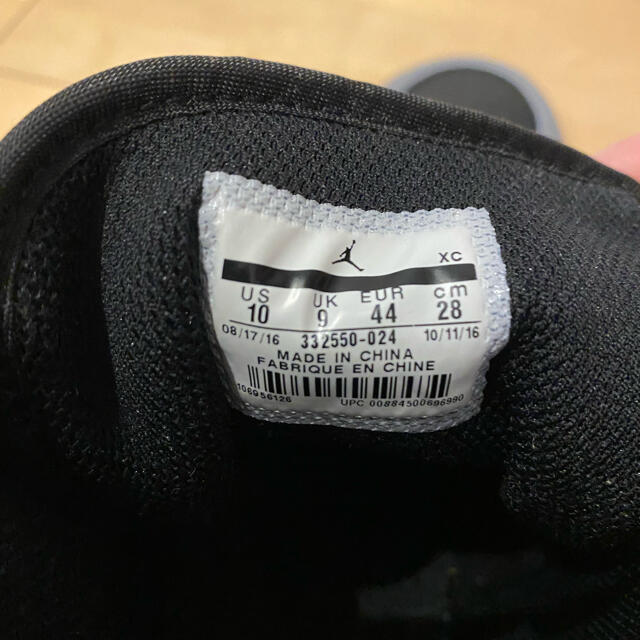 XC
US UK EUR cm
10 9 44 28
08/17/16 332550-024 10/11/16
MADE IN CHINA
FABRIQUE EN CHINE
106956126 UPC 00884500696990